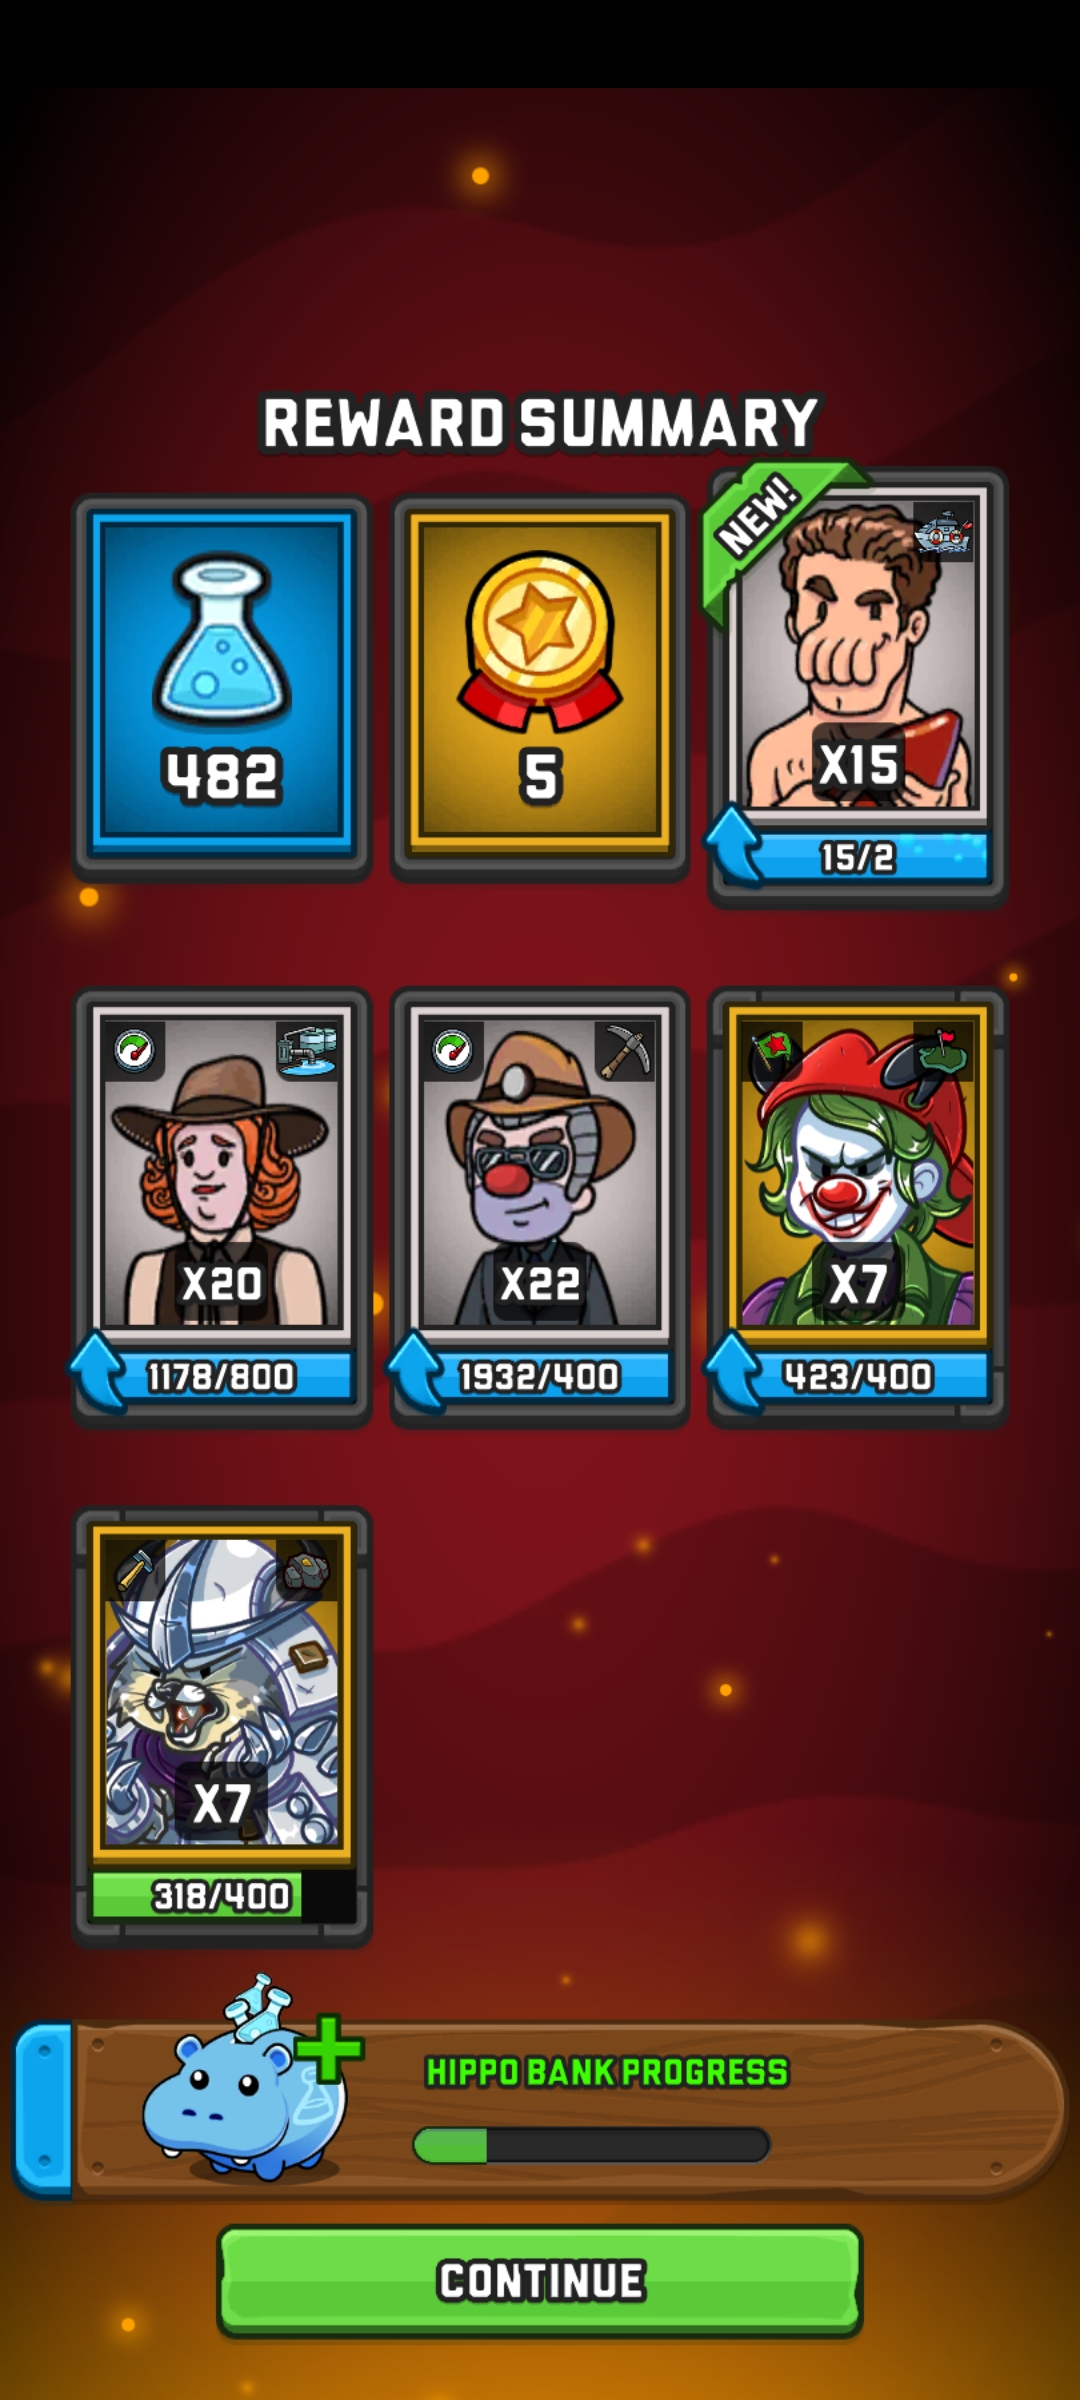 REWARD SUMMARY
482
5
NEW!
X15
15/2
X20
1178/800
X22
1932/400
X7
423/400
X7
318/400
HIPPO BANK PROGRESS
CONTINUE